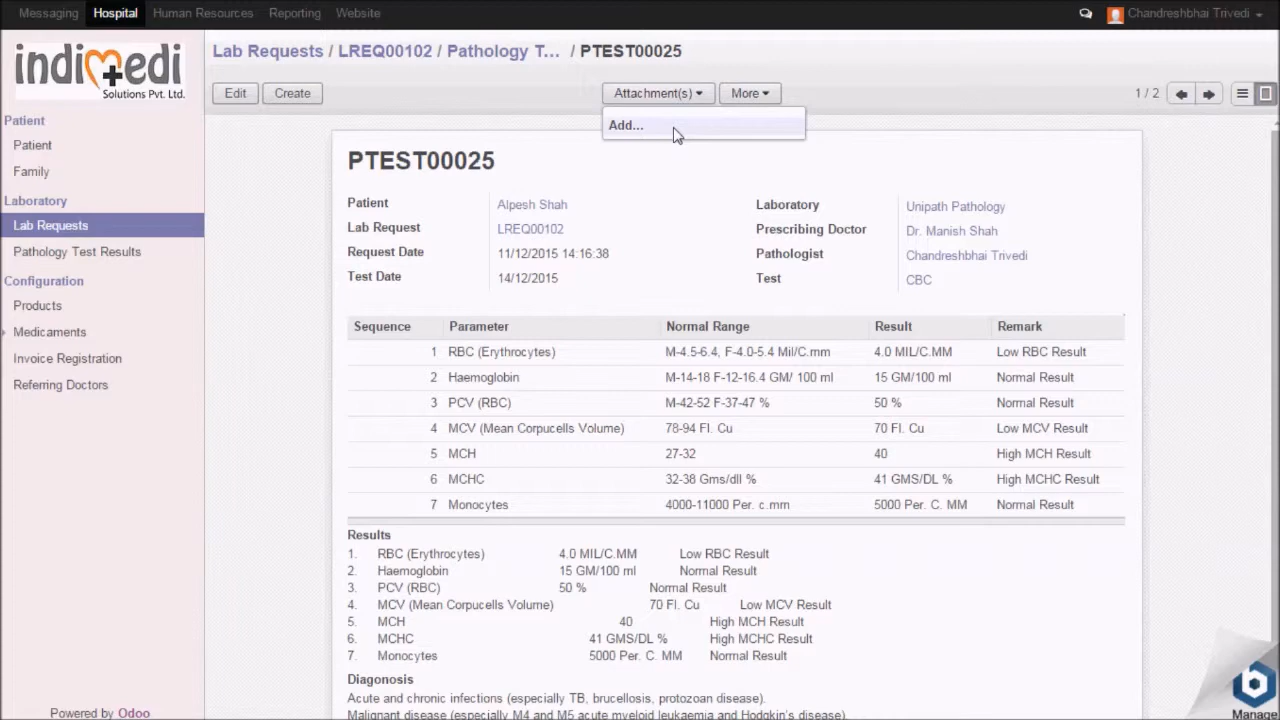 Messaging Hospital Human Resources Reporting Website Chandreshbhai Trivedi
indimedi
Solutions Pvt. Ltd.
Lab Requests / LREQ00102 / Pathology T... / PTEST00025
Edit Create Attachment(s) More 1 / 2
Add...
Patient
Patient
Family
Laboratory
Lab Requests
Pathology Test Results
Configuration
Products
Medicaments
Invoice Registration
Referring Doctors
Powered by Odoo
PTEST00025
Patient Alpesh Shah Laboratory Unipath Pathology
Lab Request LREQ00102 Prescribing Doctor Dr. Manish Shah
Request Date 11/12/2015 14:16:38 Pathologist Chandreshbhai Trivedi
Test Date 14/12/2015 Test CBC
Sequence Parameter Normal Range Result Remark
1 RBC (Erythrocytes) M-4.5-6.4, F-4.0-5.4 Mil/C.mm 4.0 MIL/C.MM Low RBC Result
2 Haemoglobin M-14-18 F-12-16.4 GM/ 100 ml 15 GM/100 ml Normal Result
3 PCV (RBC) M-42-52 F-37-47 % 50 % Normal Result
4 MCV (Mean Corpucells Volume) 78-94 Fl. Cu 70 Fl. Cu Low MCV Result
5 MCH 27-32 40 High MCH Result
6 MCHC 32-38 Gms/dll % 41 GMS/DL % High MCHC Result
7 Monocytes 4000-11000 Per. c.mm 5000 Per. C. MM Normal Result
Results
1. RBC (Erythrocytes) 4.0 MIL/C.MM Low RBC Result
2. Haemoglobin 15 GM/100 ml Normal Result
3. PCV (RBC) 50 % Normal Result
4. MCV (Mean Corpucells Volume) 70 Fl. Cu Low MCV Result
5. MCH 40 High MCH Result
6. MCHC 41 GMS/DL % High MCHC Result
7. Monocytes 5000 Per. C. MM Normal Result
Diagonosis
Acute and chronic infections (especially TB, brucellosis, protozoan disease).
Malignant disease (especially M4 and M5 acute myeloid leukaemia and Hodgkin's disease).
Manage